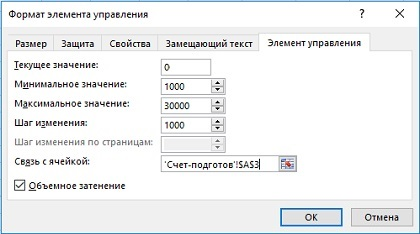 Формат элемента управления
Размер Защита Свойства Замещающий текст Элемент управления
Текущее значение: 0
Минимальное значение: 1000
Максимальное значение: 30000
Шаг изменения: 1000
Шаг изменения по страницам:
Связь с ячейкой: 'Счет-подготов'!$A$3
Объемное затенение
ОК Отмена